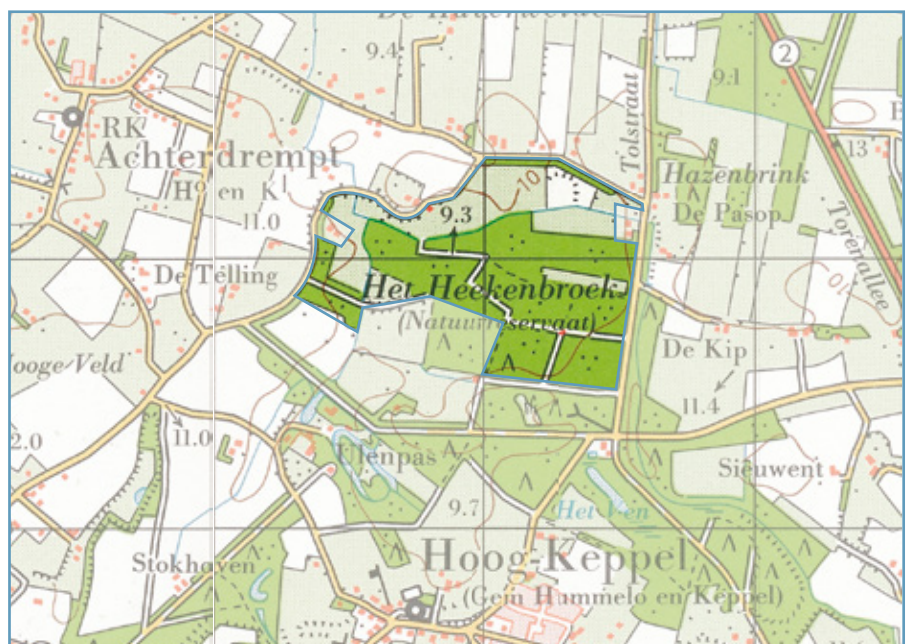 9.4
2
9.1
RK
Achterdrempt
Tolstraat
13
Hº en K¹
11.0
10
9.3
Hazenbrink
De Pasop
Torenallee
10
De Telling
Het Heekenbroek
(Natuurreservaat)
De Kip
ooge Veld
11.4
2.0
11.0
Ulenpas
Sieuwent
9.7
Het Ven
Stokhoven
Hoog-Keppel
(Gem Hummelo en Keppel)